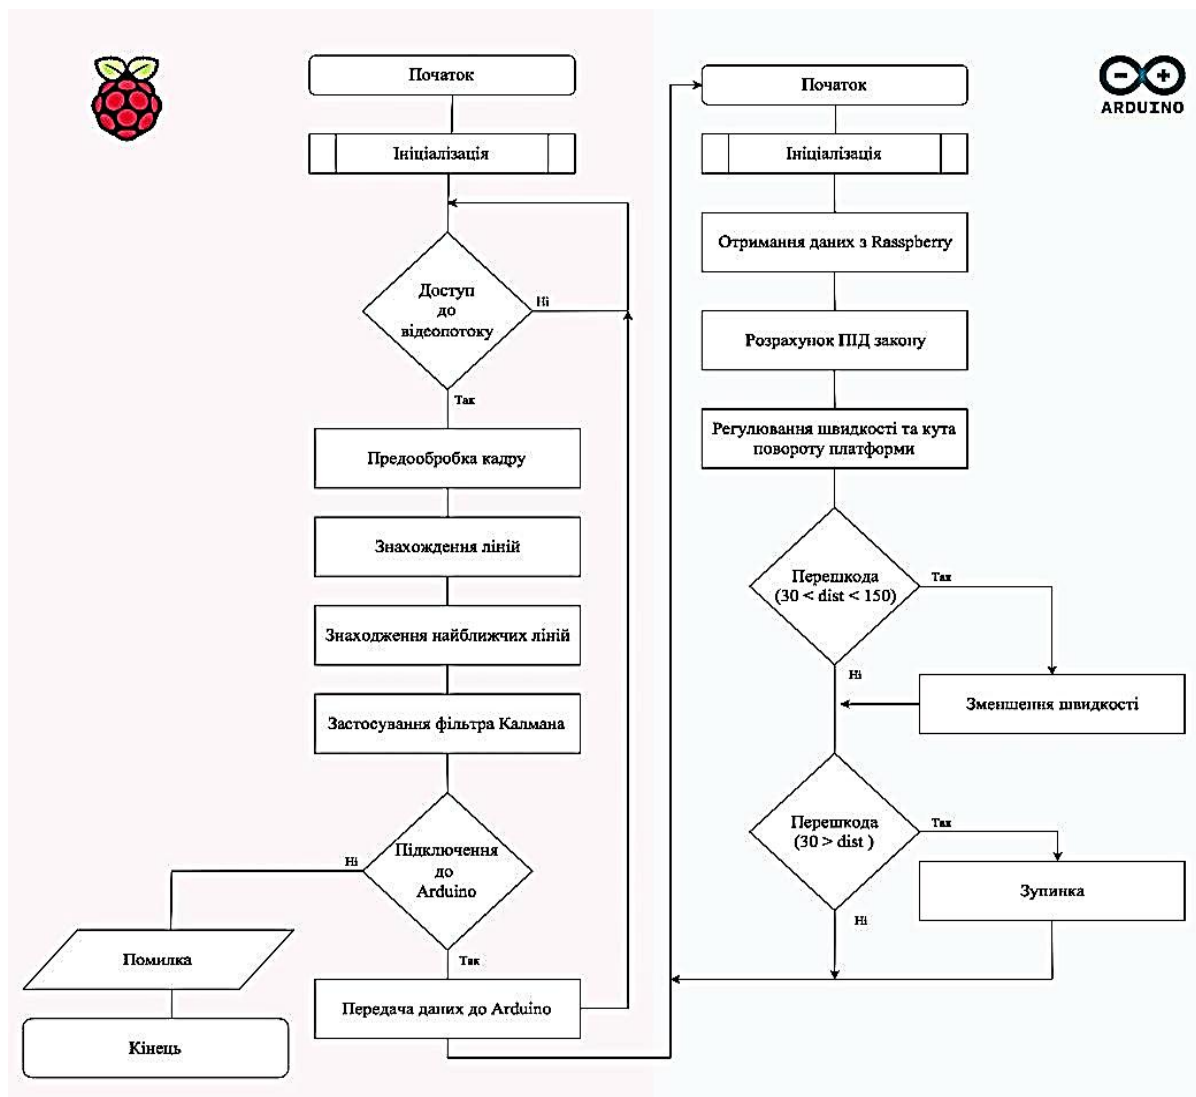 Початок
Ініціалізація
Доступ
до
відеопотоку
Ні
Так
Предообробка кадру
Знахождення ліній
Знаходження найближчих ліній
Застосування фільтра Калмана
Підключення
до
Arduino
Ні
Так
Помилка
Кінець
Передача даних до Arduino
ARDUINO
Початок
Ініціалізація
Отримання даних з Rasspberry
Розрахунок ПІД закону
Регулювання швидкості та кута
повороту платформи
Перешкода
(30 < dist < 150)
Так
Ні
Зменшення швидкості
Перешкода
(30 > dist )
Так
Ні
Зупинка